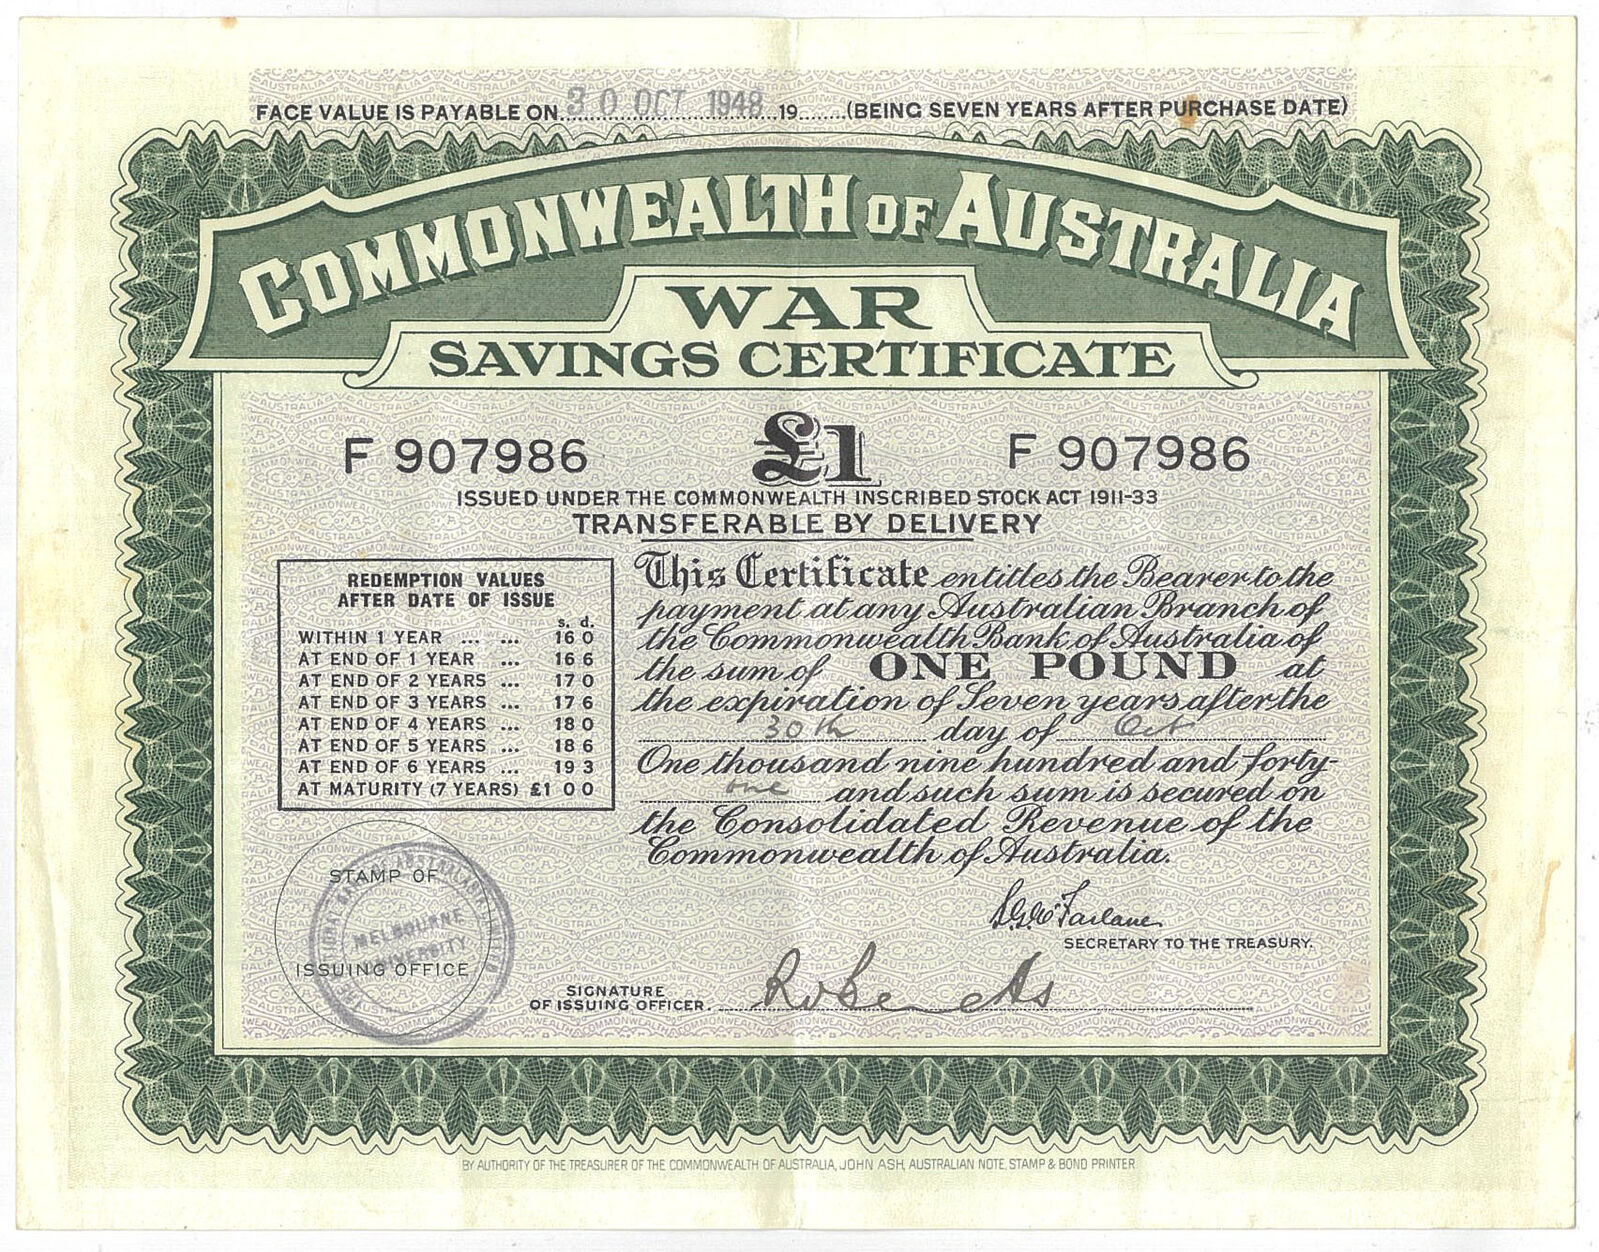 FACE VALUE IS PAYABLE ON 30 OCT 1948 19 (BEING SEVEN YEARS AFTER PURCHASE DATE)
COMMONWEALTH OF AUSTRALIA
WAR
SAVINGS CERTIFICATE
F 907986 £1 F 907986
ISSUED UNDER THE COMMONWEALTH INSCRIBED STOCK ACT 1911-33
TRANSFERABLE BY DELIVERY
REDEMPTION VALUES
AFTER DATE OF ISSUE
s. d.
WITHIN 1 YEAR ... ... 16 0
AT END OF 1 YEAR ... 16 6
AT END OF 2 YEARS ... 17 0
AT END OF 3 YEARS ... 17 6
AT END OF 4 YEARS ... 18 0
AT END OF 5 YEARS ... 18 6
AT END OF 6 YEARS ... 19 3
AT MATURITY (7 YEARS) £1 0 0
This Certificate entitles the Bearer to the
payment at any Australian Branch of
the Commonwealth Bank of Australia of
the sum of ONE POUND at
the expiration of Seven years after the
30th day of Oct
One thousand nine hundred and forty-
one and such sum is secured on
the Consolidated Revenue of the
Commonwealth of Australia.
STAMP OF
ISSUING OFFICE
MELBOURNE
UNIVERSITY
SECRETARY TO THE TREASURY.
SIGNATURE
OF ISSUING OFFICER.
BY AUTHORITY OF THE TREASURER OF THE COMMONWEALTH OF AUSTRALIA, JOHN ASH, AUSTRALIAN NOTE, STAMP & BOND PRINTER